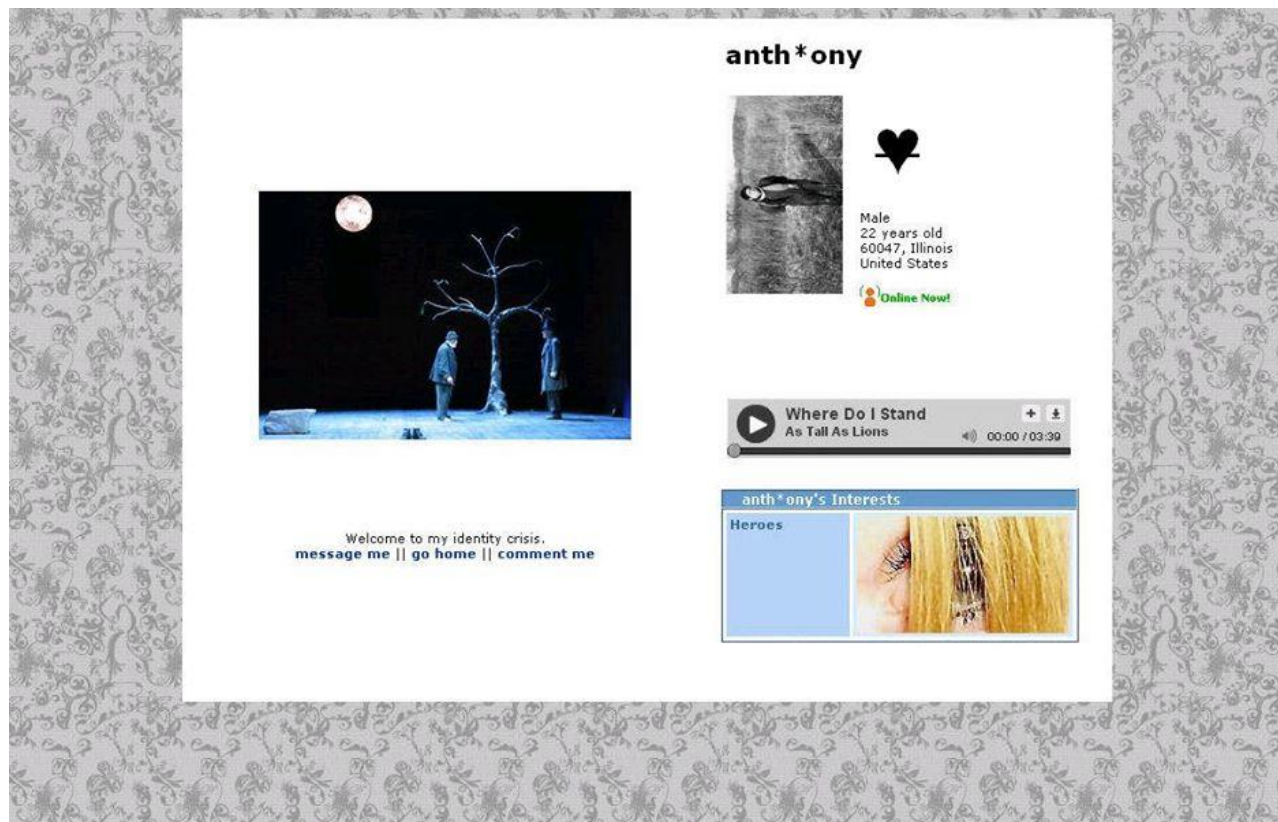 anth*ony
Male
22 years old
60047, Illinois
United States
Online Now!
Where Do I Stand
As Tall As Lions
00:00 / 03:39
anth*ony's Interests
Heroes
Welcome to my identity crisis.
message me || go home || comment me